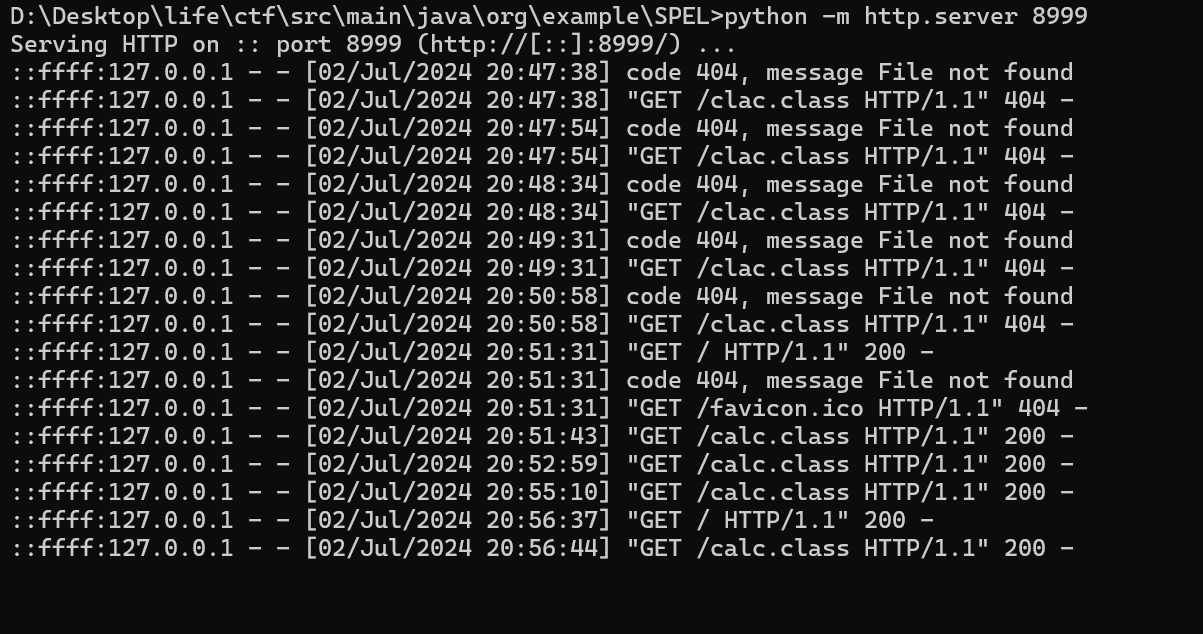 D:\Desktop\life\ctf\src\main\java\org\example\SPEL>python -m http.server 8999
Serving HTTP on :: port 8999 (http://[::]:8999/) ...
::ffff:127.0.0.1 - - [02/Jul/2024 20:47:38] code 404, message File not found
::ffff:127.0.0.1 - - [02/Jul/2024 20:47:38] "GET /clac.class HTTP/1.1" 404 -
::ffff:127.0.0.1 - - [02/Jul/2024 20:47:54] code 404, message File not found
::ffff:127.0.0.1 - - [02/Jul/2024 20:47:54] "GET /clac.class HTTP/1.1" 404 -
::ffff:127.0.0.1 - - [02/Jul/2024 20:48:34] code 404, message File not found
::ffff:127.0.0.1 - - [02/Jul/2024 20:48:34] "GET /clac.class HTTP/1.1" 404 -
::ffff:127.0.0.1 - - [02/Jul/2024 20:49:31] code 404, message File not found
::ffff:127.0.0.1 - - [02/Jul/2024 20:49:31] "GET /clac.class HTTP/1.1" 404 -
::ffff:127.0.0.1 - - [02/Jul/2024 20:50:58] code 404, message File not found
::ffff:127.0.0.1 - - [02/Jul/2024 20:50:58] "GET /clac.class HTTP/1.1" 404 -
::ffff:127.0.0.1 - - [02/Jul/2024 20:51:31] "GET / HTTP/1.1" 200 -
::ffff:127.0.0.1 - - [02/Jul/2024 20:51:31] code 404, message File not found
::ffff:127.0.0.1 - - [02/Jul/2024 20:51:31] "GET /favicon.ico HTTP/1.1" 404 -
::ffff:127.0.0.1 - - [02/Jul/2024 20:51:43] "GET /calc.class HTTP/1.1" 200 -
::ffff:127.0.0.1 - - [02/Jul/2024 20:52:59] "GET /calc.class HTTP/1.1" 200 -
::ffff:127.0.0.1 - - [02/Jul/2024 20:55:10] "GET /calc.class HTTP/1.1" 200 -
::ffff:127.0.0.1 - - [02/Jul/2024 20:56:37] "GET / HTTP/1.1" 200 -
::ffff:127.0.0.1 - - [02/Jul/2024 20:56:44] "GET /calc.class HTTP/1.1" 200 -